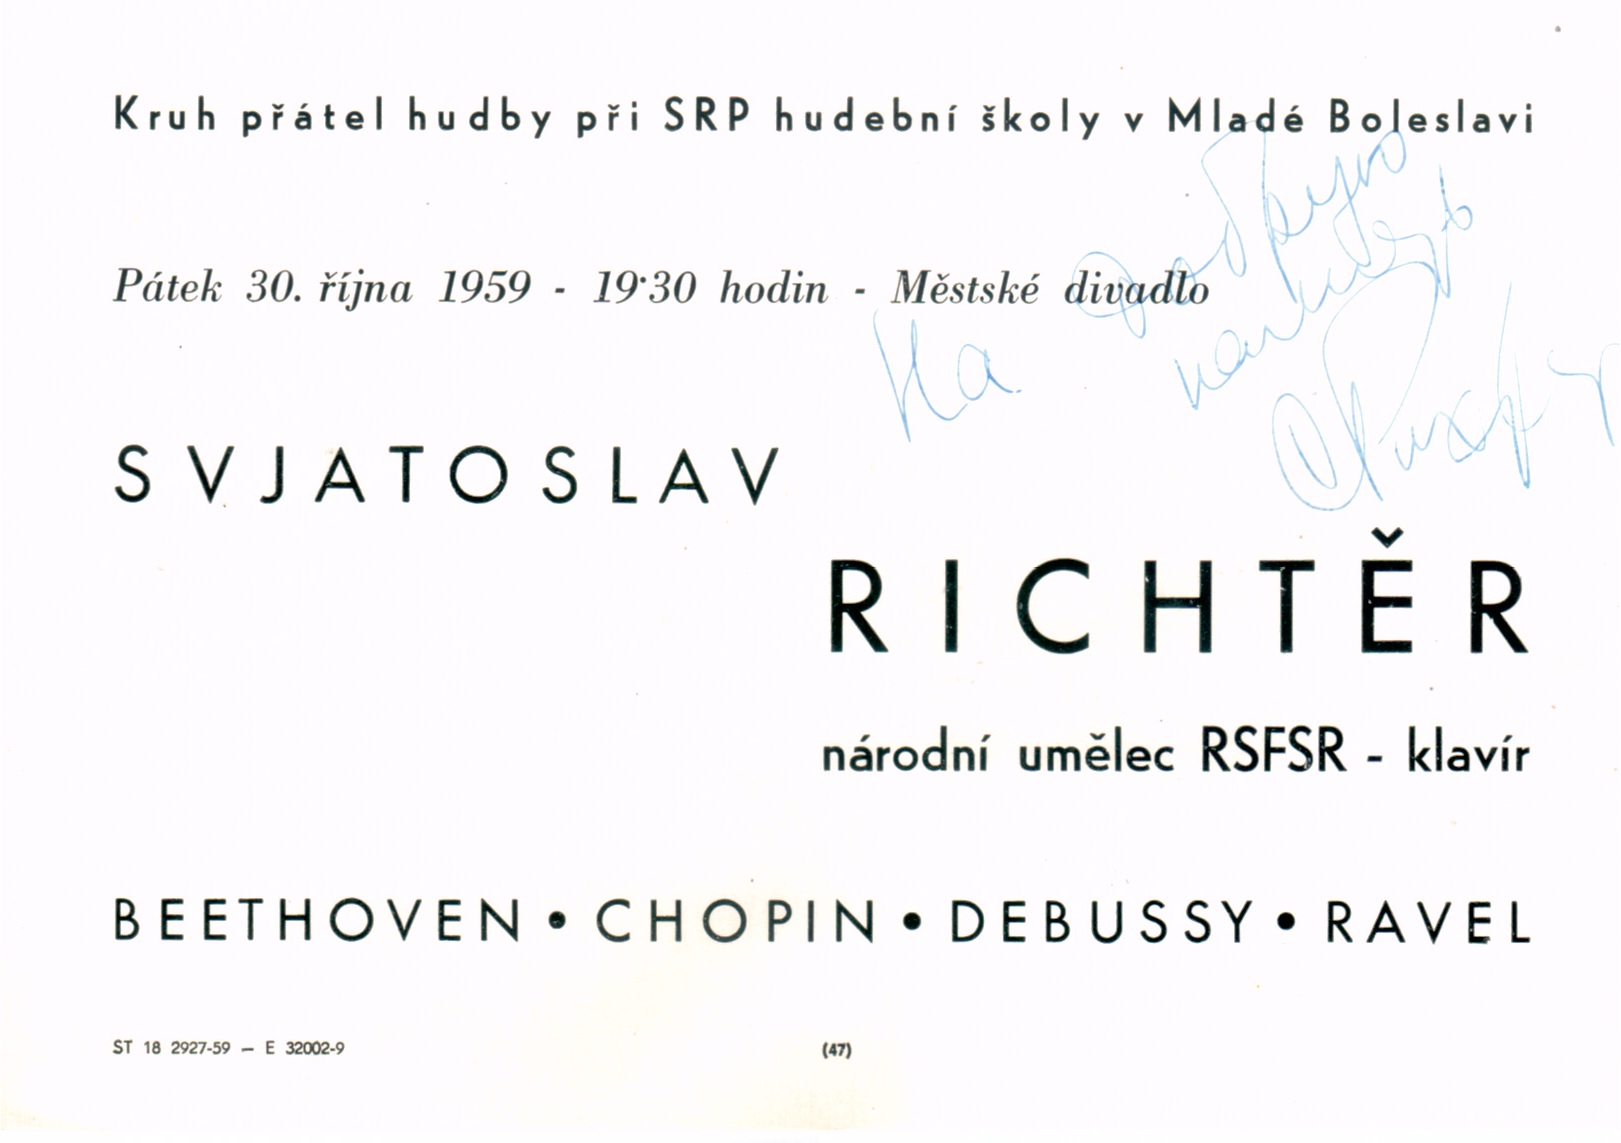 Kruh přátel hudby při SRP hudební školy v Mladé Boleslavi
Pátek 30. října 1959 - 19·30 hodin - Městské divadlo
Na
SVJATOSLAV
RICHTĚR
národní umělec RSFSR - klavír
BEETHOVEN • CHOPIN • DEBUSSY • RAVEL
ST 18 2927-59 — E 32002-9
(47)